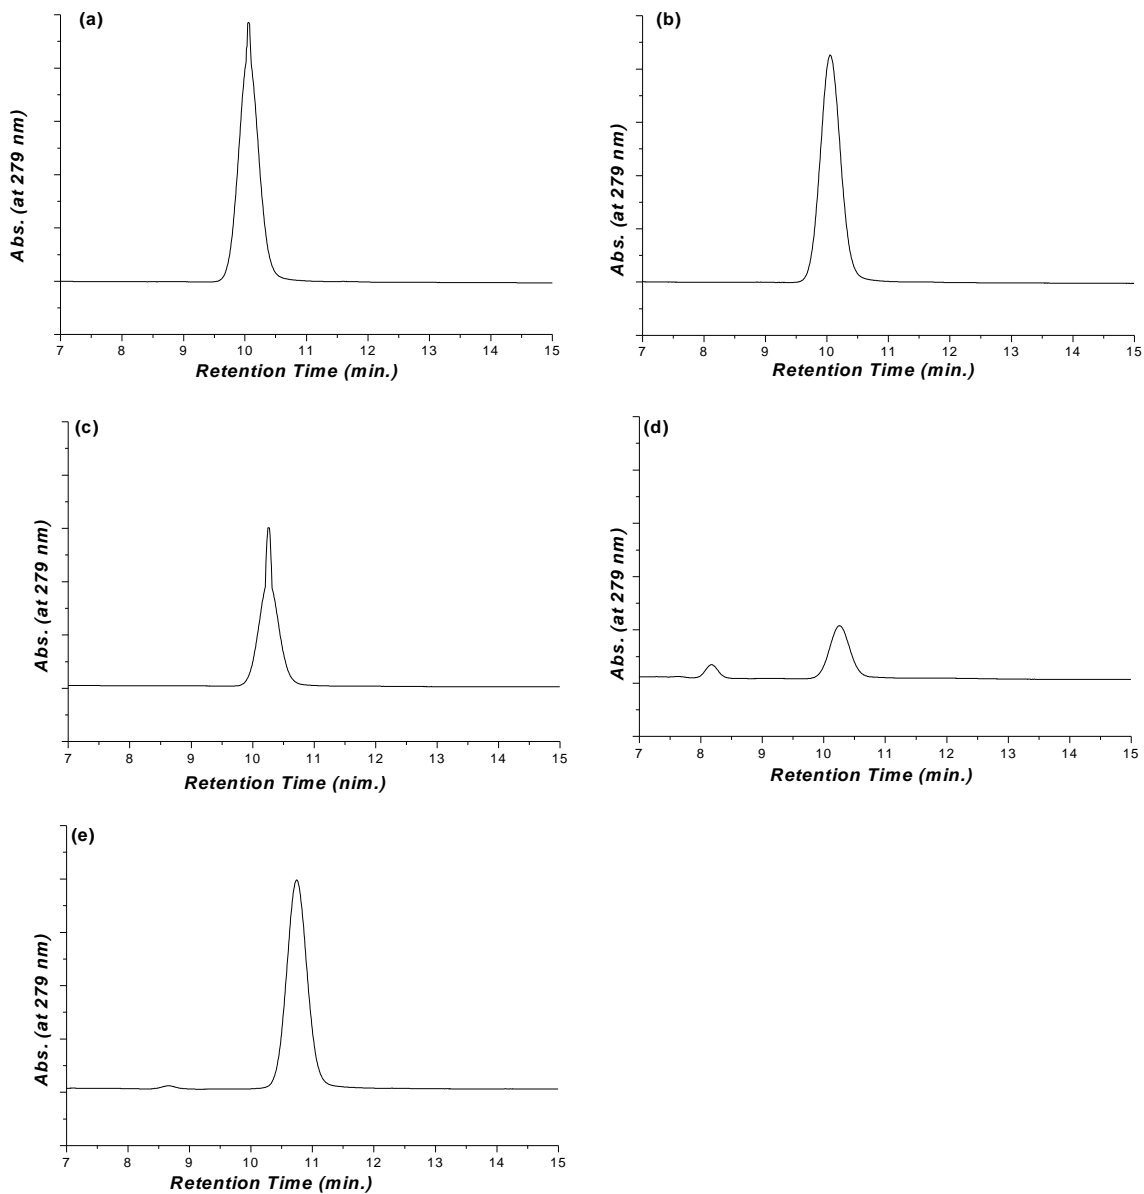 (a)
Abs. (at 279 nm)
7 8 9 10 11 12 13 14 15
Retention Time (min.)
(b)
Abs. (at 279 nm)
7 8 9 10 11 12 13 14 15
Retention Time (min.)
(c)
Abs. (at 279 nm)
7 8 9 10 11 12 13 14 15
Retention Time (nim.)
(d)
Abs. (at 279 nm)
7 8 9 10 11 12 13 14 15
Retention Time (min.)
(e)
Abs. (at 279 nm)
7 8 9 10 11 12 13 14 15
Retention Time (min.)